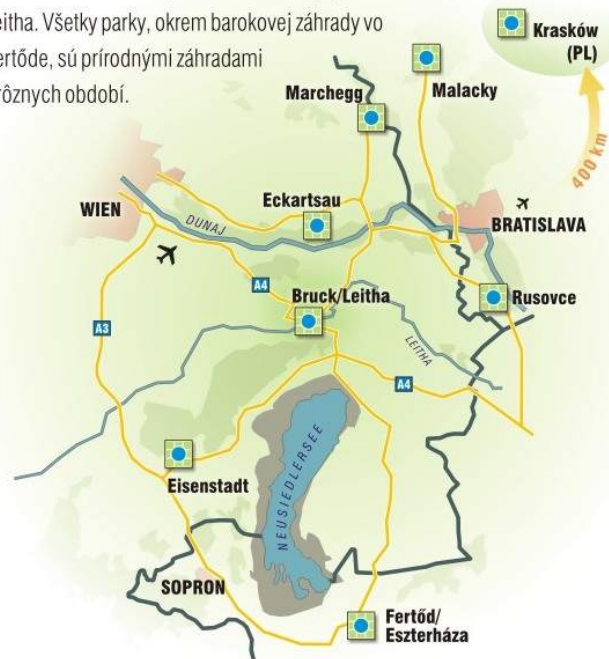 eitha. Všetky parky, okrem barokovej záhrady vo
ertőde, sú prírodnými záhradami
rôznych období.
Krasków
(PL)
400 km
Malacky
Marchegg
Eckartsau
WIEN
DUNAJ
BRATISLAVA
A4
Bruck/Leitha
Rusovce
A3
LEITHA
A4
Eisenstadt
NEUSIEDLERSEE
SOPRON
Fertőd/
Eszterháza